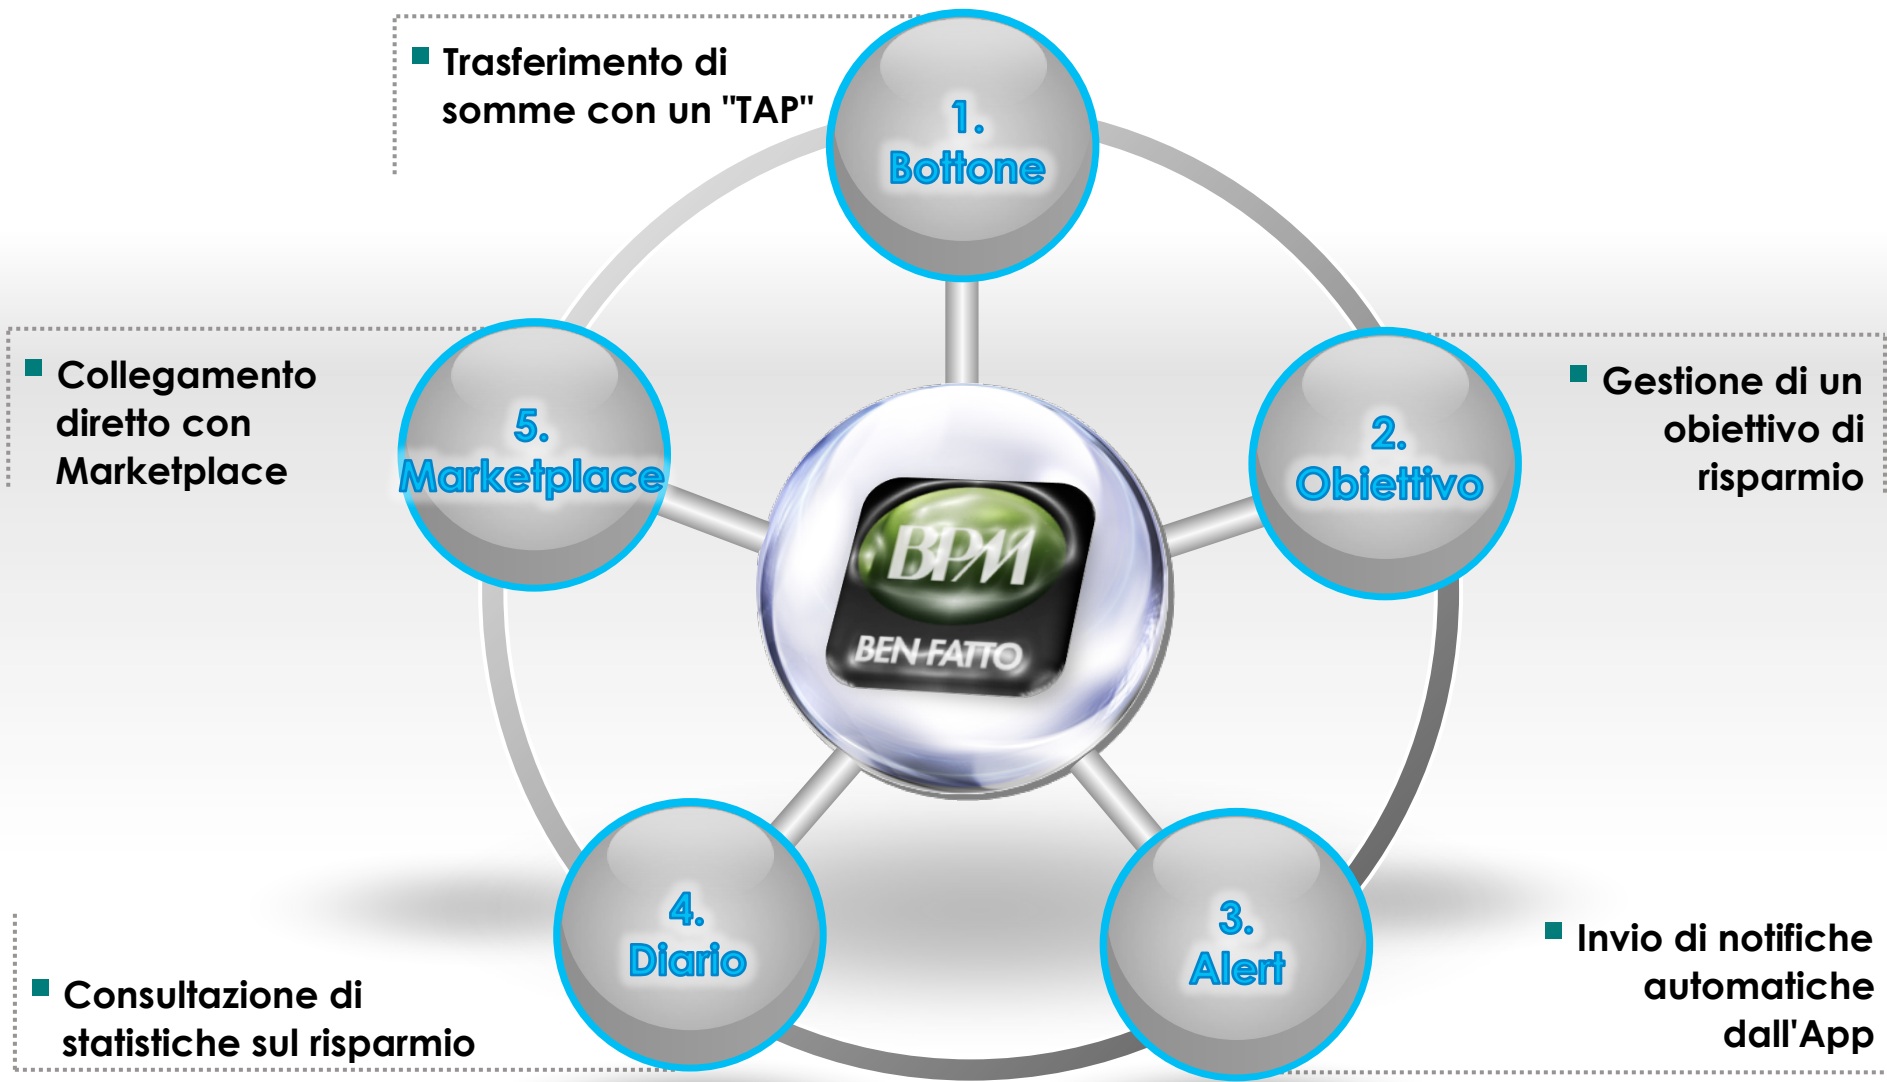 Trasferimento di
somme con un "TAP"
1.
Bottone
Collegamento
diretto con
Marketplace
5.
Marketplace
2.
Obiettivo
Gestione di un
obiettivo di
risparmio
BPM
BEN FATTO
4.
Diario
Consultazione di
statistiche sul risparmio
3.
Alert
Invio di notifiche
automatiche
dall'App